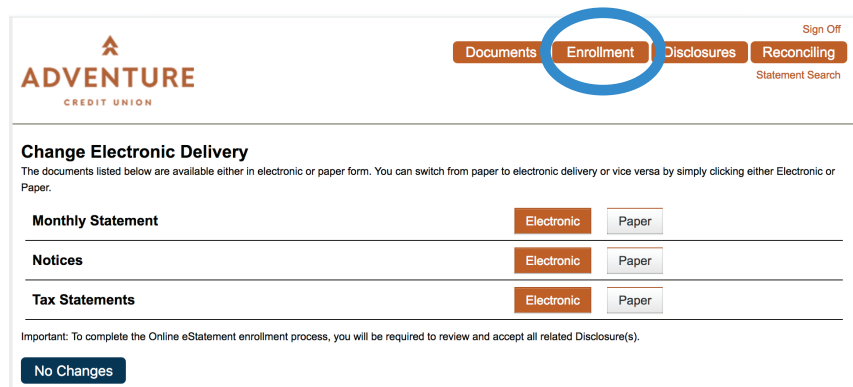 Sign Off
Documents Enrollment Disclosures Reconciling
Statement Search
ADVENTURE
CREDIT UNION
Change Electronic Delivery
The documents listed below are available either in electronic or paper form. You can switch from paper to electronic delivery or vice versa by simply clicking either Electronic or
Paper.
Monthly Statement Electronic Paper
Notices Electronic Paper
Tax Statements Electronic Paper
Important: To complete the Online eStatement enrollment process, you will be required to review and accept all related Disclosure(s).
No Changes